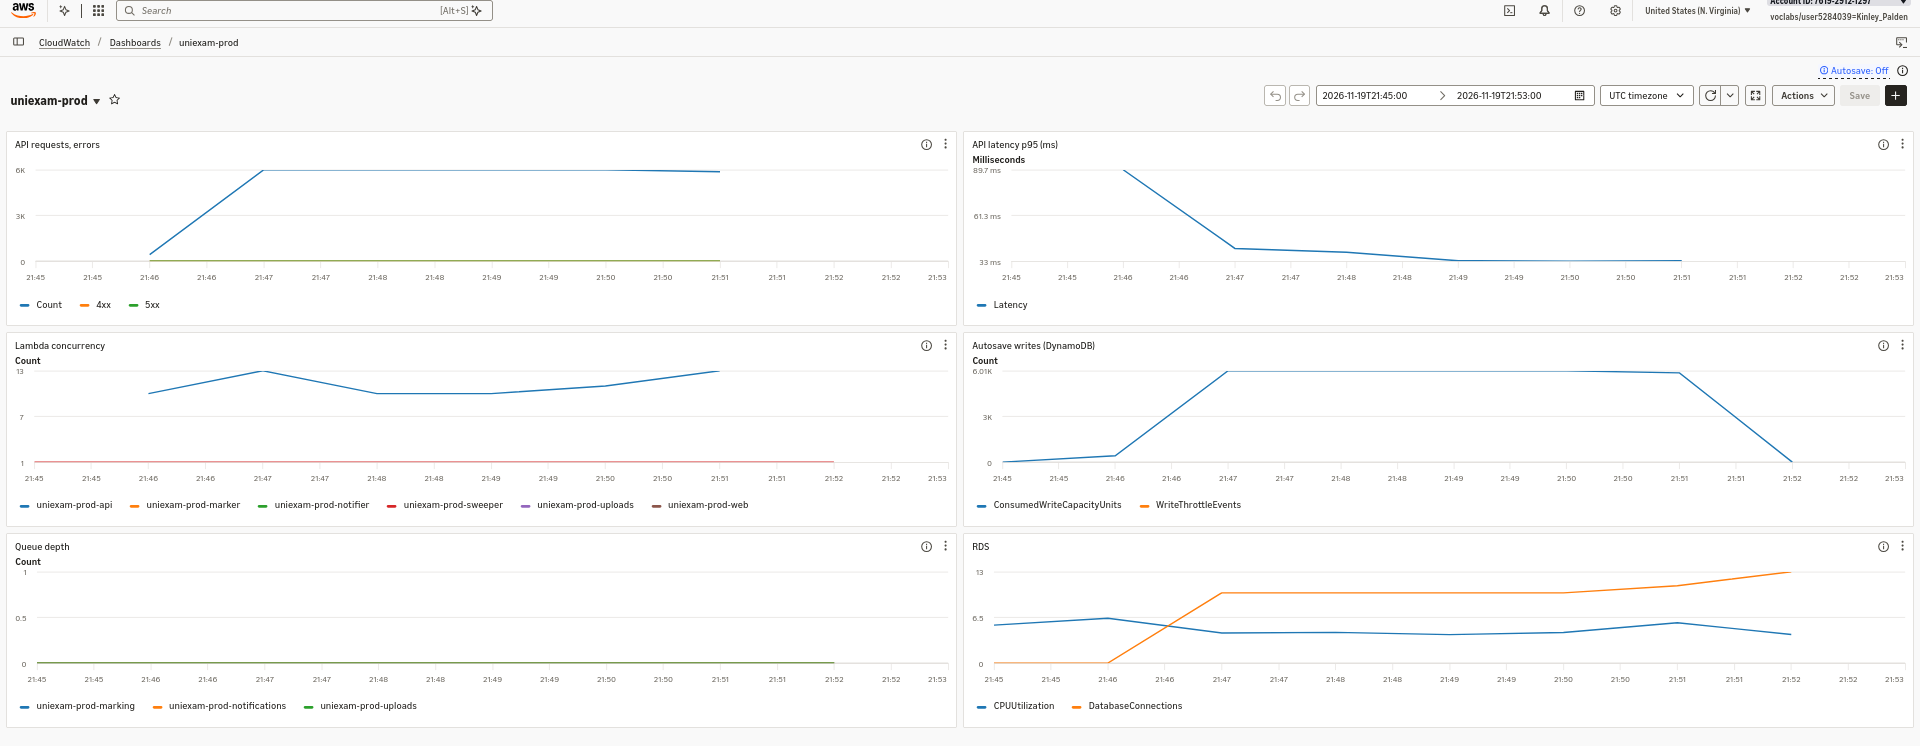 aws
Search [Alt+S]
United States (N. Virginia)
Account ID: 7615-2912-1297
voclabs/user5284039=Kinley_Palden
CloudWatch / Dashboards / uniexam-prod
Autosave: Off
uniexam-prod
2026-11-19T21:45:00 2026-11-19T21:53:00 UTC timezone Actions Save
API requests, errors
6K
3K
0
21:45 21:45 21:46 21:46 21:47 21:47 21:48 21:48 21:49 21:49 21:50 21:50 21:51 21:51 21:52 21:52 21:53
Count 4xx 5xx
API latency p95 (ms)
Milliseconds
89.7 ms
61.3 ms
33 ms
21:45 21:45 21:46 21:46 21:47 21:47 21:48 21:48 21:49 21:49 21:50 21:50 21:51 21:51 21:52 21:52 21:53
Latency
Lambda concurrency
Count
13
7
1
21:45 21:45 21:46 21:46 21:47 21:47 21:48 21:48 21:49 21:49 21:50 21:50 21:51 21:51 21:52 21:52 21:53
uniexam-prod-api uniexam-prod-marker uniexam-prod-notifier uniexam-prod-sweeper uniexam-prod-uploads uniexam-prod-web
Autosave writes (DynamoDB)
Count
6.01K
3K
0
21:45 21:45 21:46 21:46 21:47 21:47 21:48 21:48 21:49 21:49 21:50 21:50 21:51 21:51 21:52 21:52 21:53
ConsumedWriteCapacityUnits WriteThrottleEvents
Queue depth
Count
1
0.5
0
21:45 21:45 21:46 21:46 21:47 21:47 21:48 21:48 21:49 21:49 21:50 21:50 21:51 21:51 21:52 21:52 21:53
uniexam-prod-marking uniexam-prod-notifications uniexam-prod-uploads
RDS
13
6.5
0
21:45 21:45 21:46 21:46 21:47 21:47 21:48 21:48 21:49 21:49 21:50 21:50 21:51 21:51 21:52 21:52 21:53
CPUUtilization DatabaseConnections